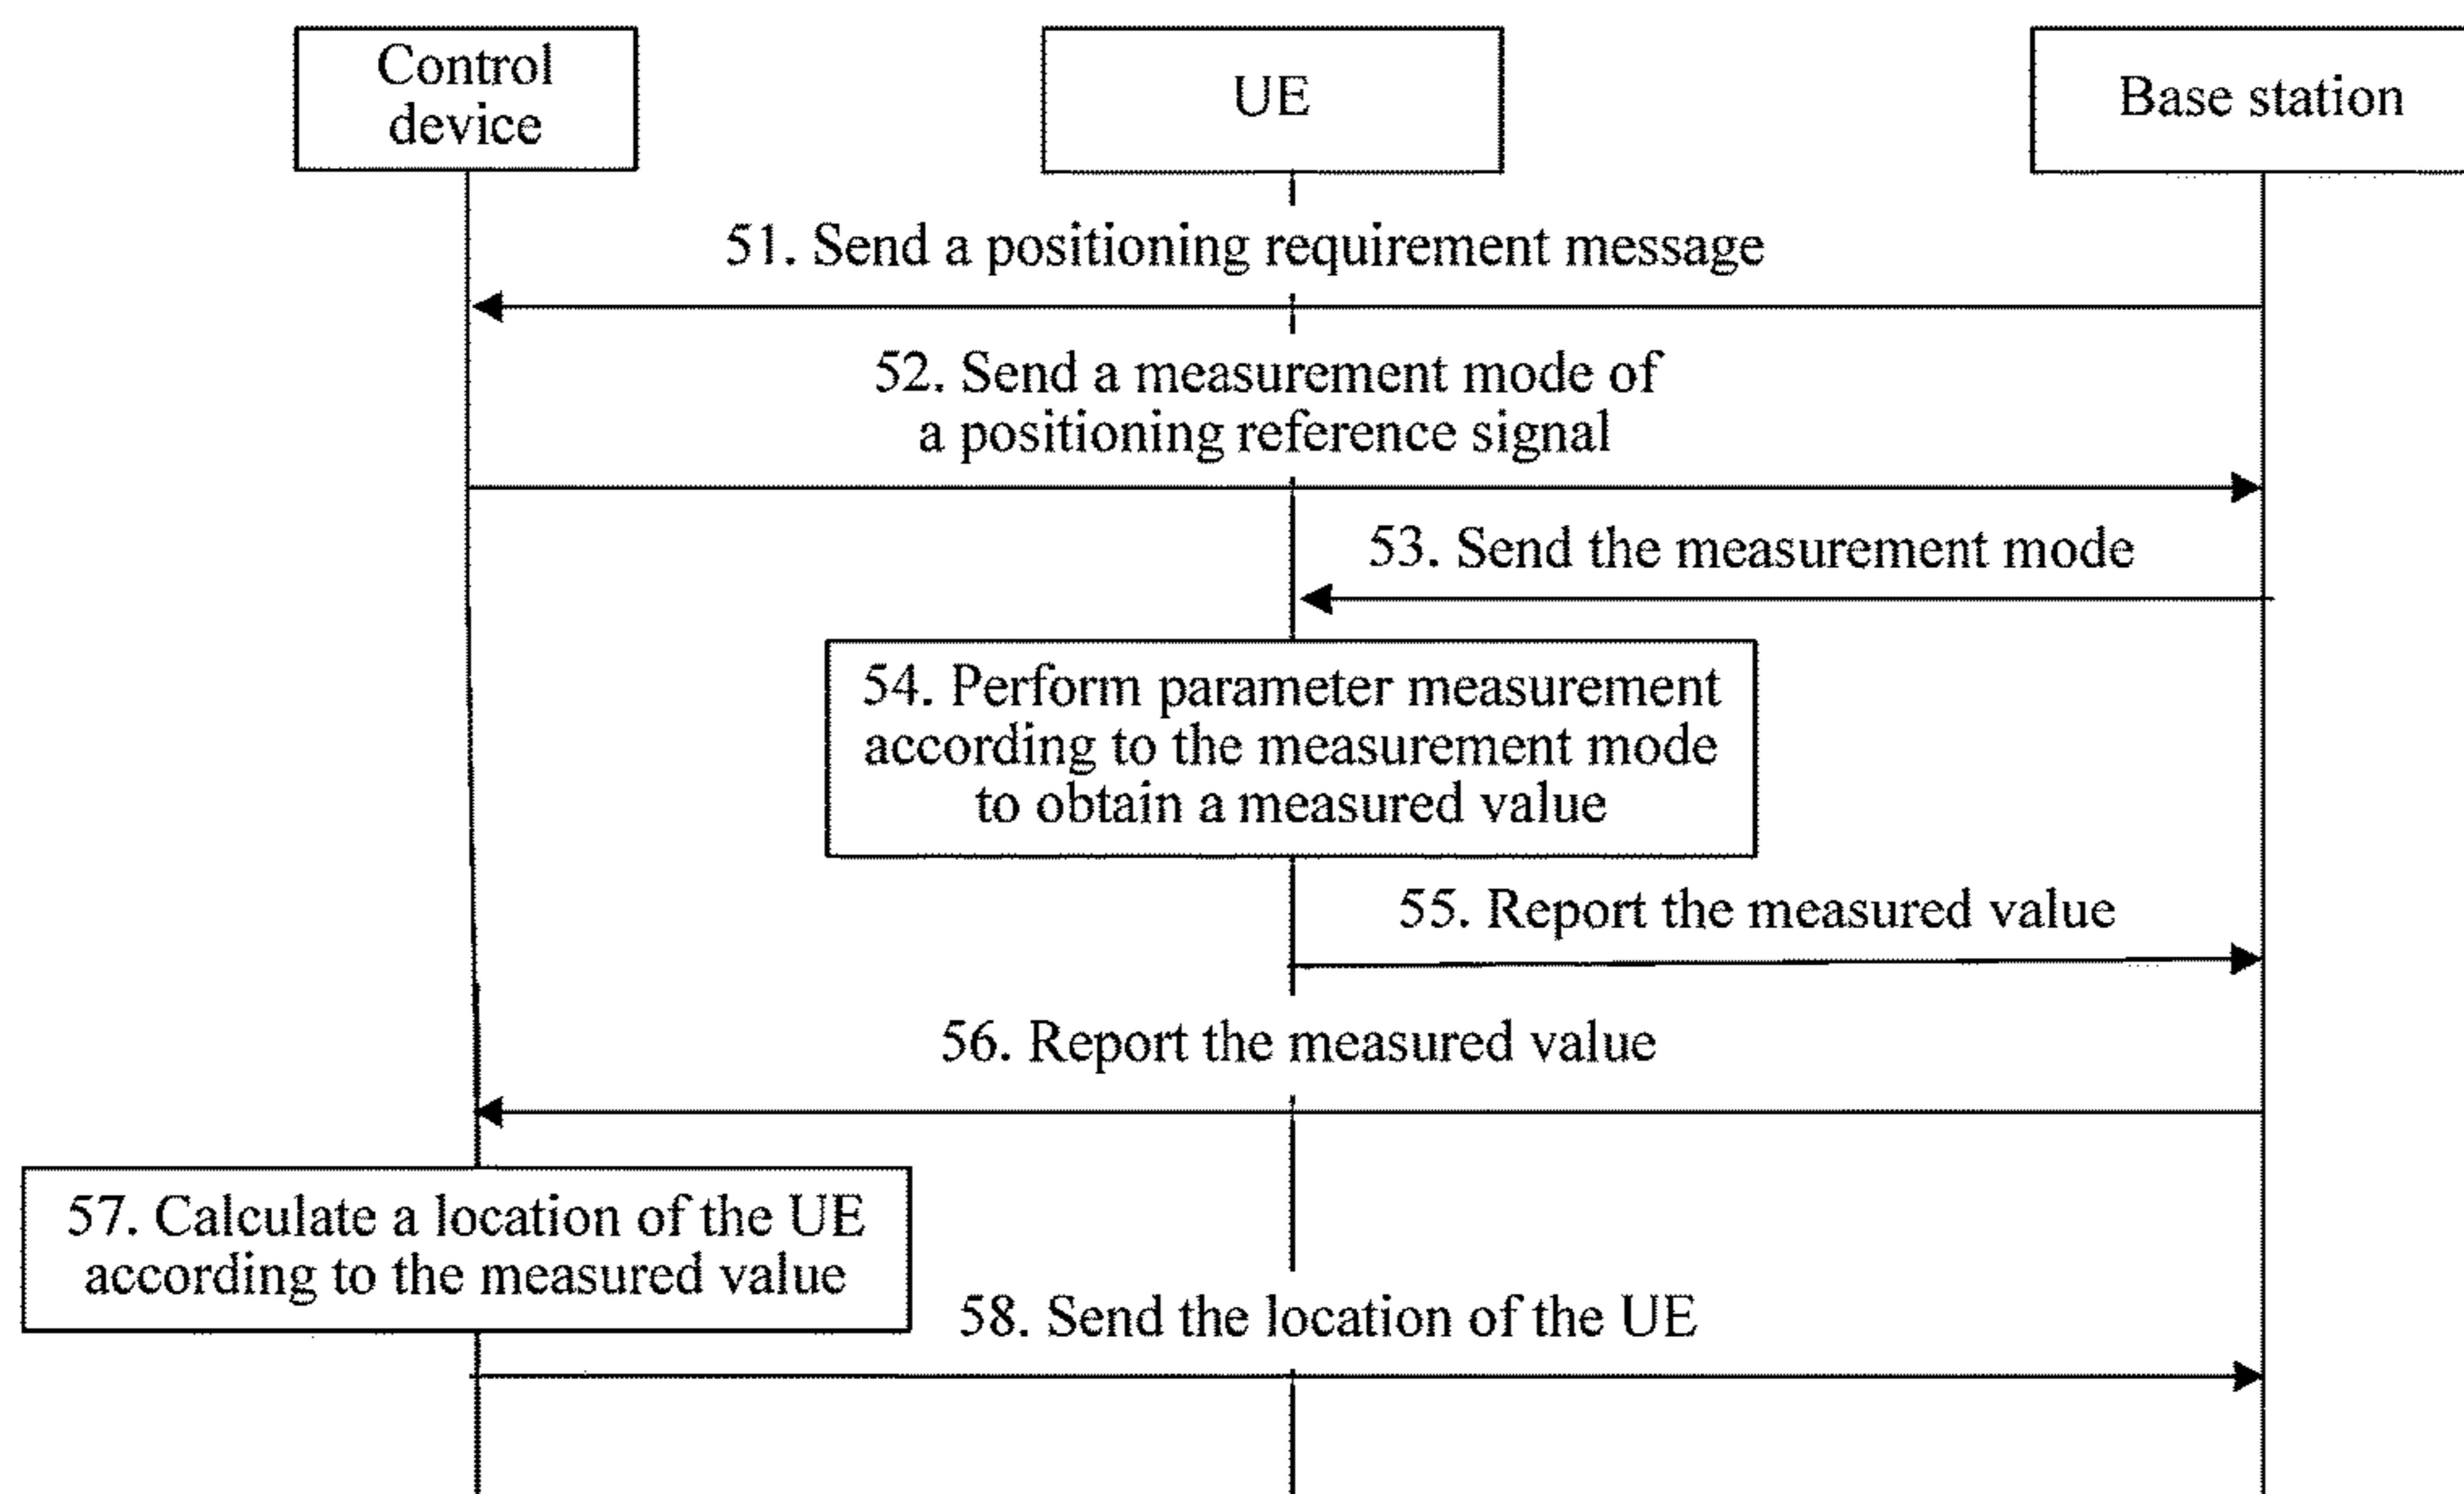 Control
device
UE
Base station
51. Send a positioning requirement message
52. Send a measurement mode of
a positioning reference signal
53. Send the measurement mode
54. Perform parameter measurement
according to the measurement mode
to obtain a measured value
55. Report the measured value
56. Report the measured value
57. Calculate a location of the UE
according to the measured value
58. Send the location of the UE